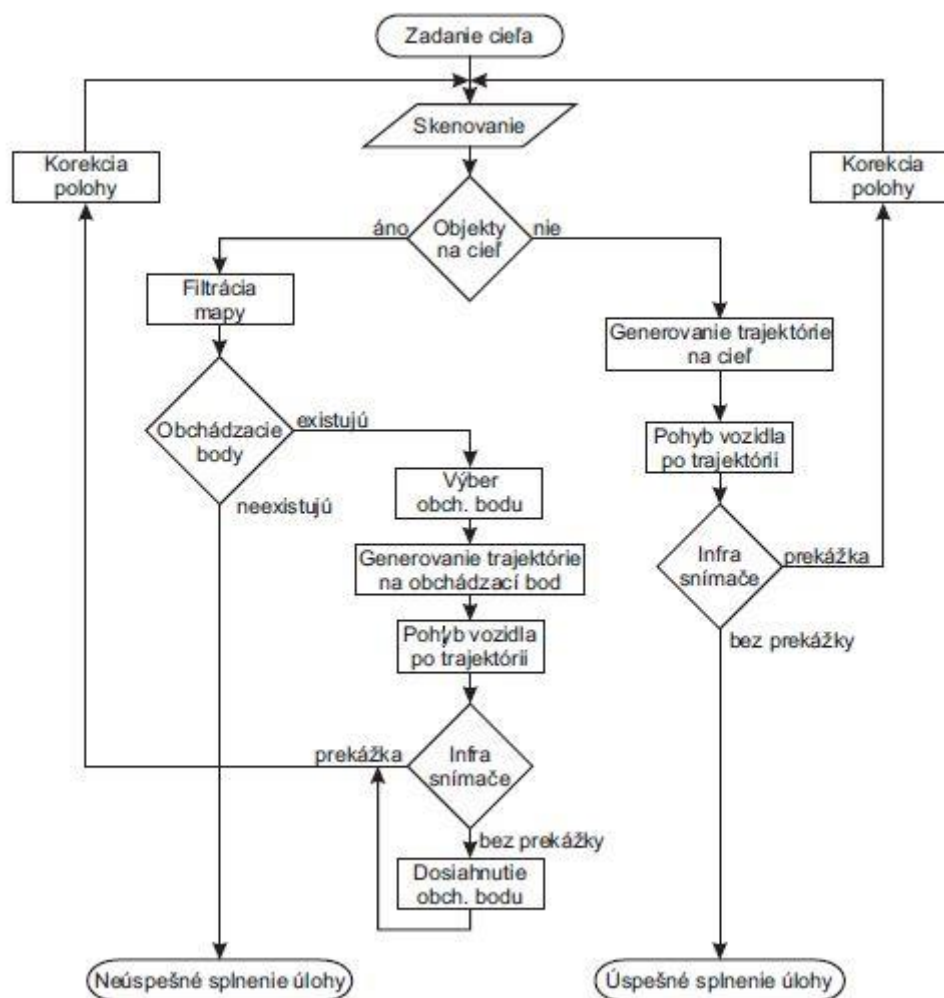 Zadanie cieľa
Skenovanie
Korekcia
polohy
Korekcia
polohy
Objekty
na cieľ
áno
nie
Filtrácia
mapy
Generovanie trajektórie
na cieľ
Obchádzacie
body
existujú
neexistujú
Pohyb vozidla
po trajektórii
Výber
obch. bodu
Generovanie trajektórie
na obchádzací bod
Infra
snímače
prekážka
bez prekážky
Pohyb vozidla
po trajektórii
Infra
snímače
prekážka
bez prekážky
Dosiahnutie
obch. bodu
Neúspešné splnenie úlohy
Úspešné splnenie úlohy